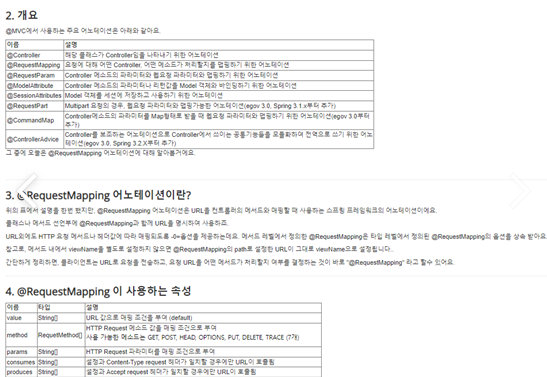 2. 개요
@MVC에서 사용하는 주요 어노테이션은 아래와 같아요.
이름 설명
@Controller 해당 클래스가 Controller임을 나타내기 위한 어노테이션
@RequestMapping 요청에 대해 어떤 Controller, 어떤 메소드가 처리할지를 맵핑하기 위한 어노테이션
@RequestParam Controller 메소드의 파라미터와 웹요청 파라미터와 맵핑하기 위한 어노테이션
@ModelAttribute Controller 메소드의 파라미터나 리턴값을 Model 객체와 바인딩하기 위한 어노테이션
@SessionAttributes Model 객체를 세션에 저장하고 사용하기 위한 어노테이션
@RequestPart Multipart 요청의 경우, 웹요청 파라미터와 맵핑가능한 어노테이션(egov 3.0, Spring 3.1.x부터 추가)
@CommandMap Controller메소드의 파라미터를 Map형태로 받을 때 웹요청 파라미터와 맵핑하기 위한 어노테이션(egov 3.0부터
추가)
@ControllerAdvice Controller를 보조하는 어노테이션으로 Controller에서 쓰이는 공통기능들을 모듈화하여 전역으로 쓰기 위한 어노
테이션(egov 3.0, Spring 3.2.X부터 추가)
그 중에 오늘은 @RequestMapping 어노테이션에 대해 알아볼거에요.
3. @RequestMapping 어노테이션이란?
위의 표에서 설명을 한번 했지만, @RequestMapping 어노테이션은 URL을 컨트롤러의 메서드와 매핑할 때 사용하는 스프링 프레임워크의 어노테이션이에요.
클래스나 메서드 선언부에 @RequestMapping과 함께 URL을 명시하여 사용하죠.
URL외에도 HTTP 요청 메서드나 헤더값에 따라 매핑되도록 -0=옵션을 제공하는데요. 메서드 레벨에서 정의한 @RequestMapping은 타입 레벨에서 정의된 @RequestMapping의 옵션을 상속 받아요.
참고로, 메서드 내에서 viewName을 별도로 설정하지 않으면 @RequestMapping의 path로 설정한 URL이 그대로 viewName으로 설정됩니다..
간단하게 정리하면, 클라이언트는 URL로 요청을 전송하고, 요청 URL을 어떤 메서드가 처리할지 여부를 결정하는 것이 바로 "@RequestMapping" 라고 할수 있어요.
4. @RequestMapping 이 사용하는 속성
이름 타입 설명
value String[] URL 값으로 매핑 조건을 부여 (default)
method RequetMethod[] HTTP Request 메소드 값을 매핑 조건으로 부여
사용 가능한 메소드는 GET, POST, HEAD, OPTIONS, PUT, DELETE, TRACE (7개)
params String[] HTTP Request 파라미터를 매핑 조건으로 부여
consumes String[] 설정과 Content-Type request 헤더가 일치할 경우에만 URL이 호출됨
produces String[] 설정과 Accept request 헤더가 일치할 경우에만 URL이 호출됨